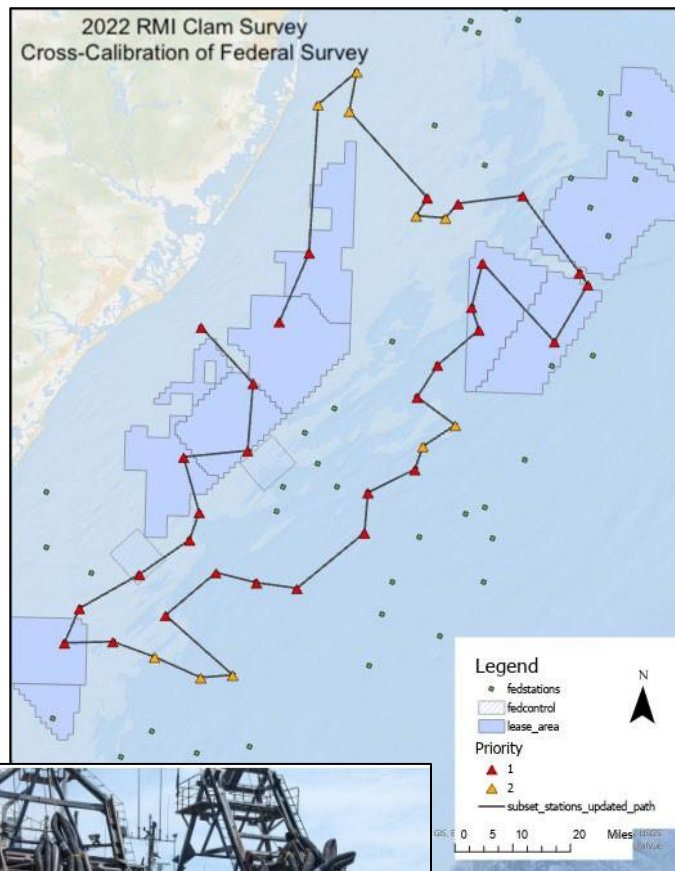 2022 RMI Clam Survey
Cross-Calibration of Federal Survey
Legend
fedstations
fedcontrol
lease_area
Priority
1
2
subset_stations_updated_path
N
0 5 10 20 Miles